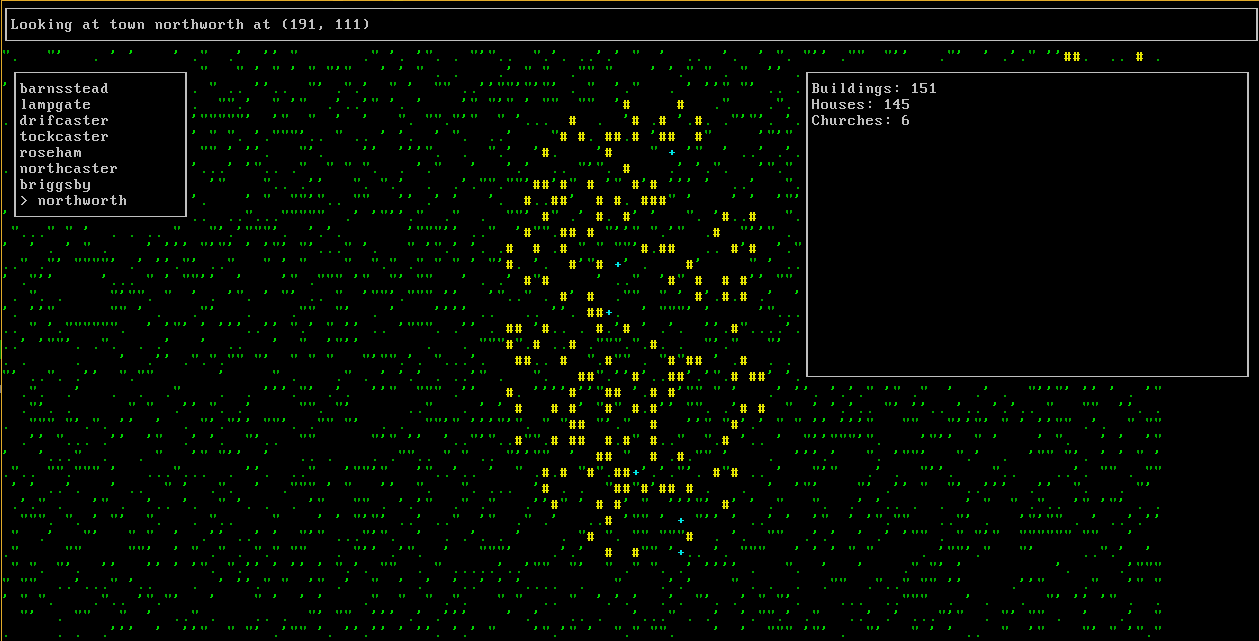 Looking at town northworth at (191, 111)
barnsstead
lampgate
drifcaster
tockcaster
roseham
northcaster
briggsby
> northworth
Buildings: 151
Houses: 145
Churches: 6